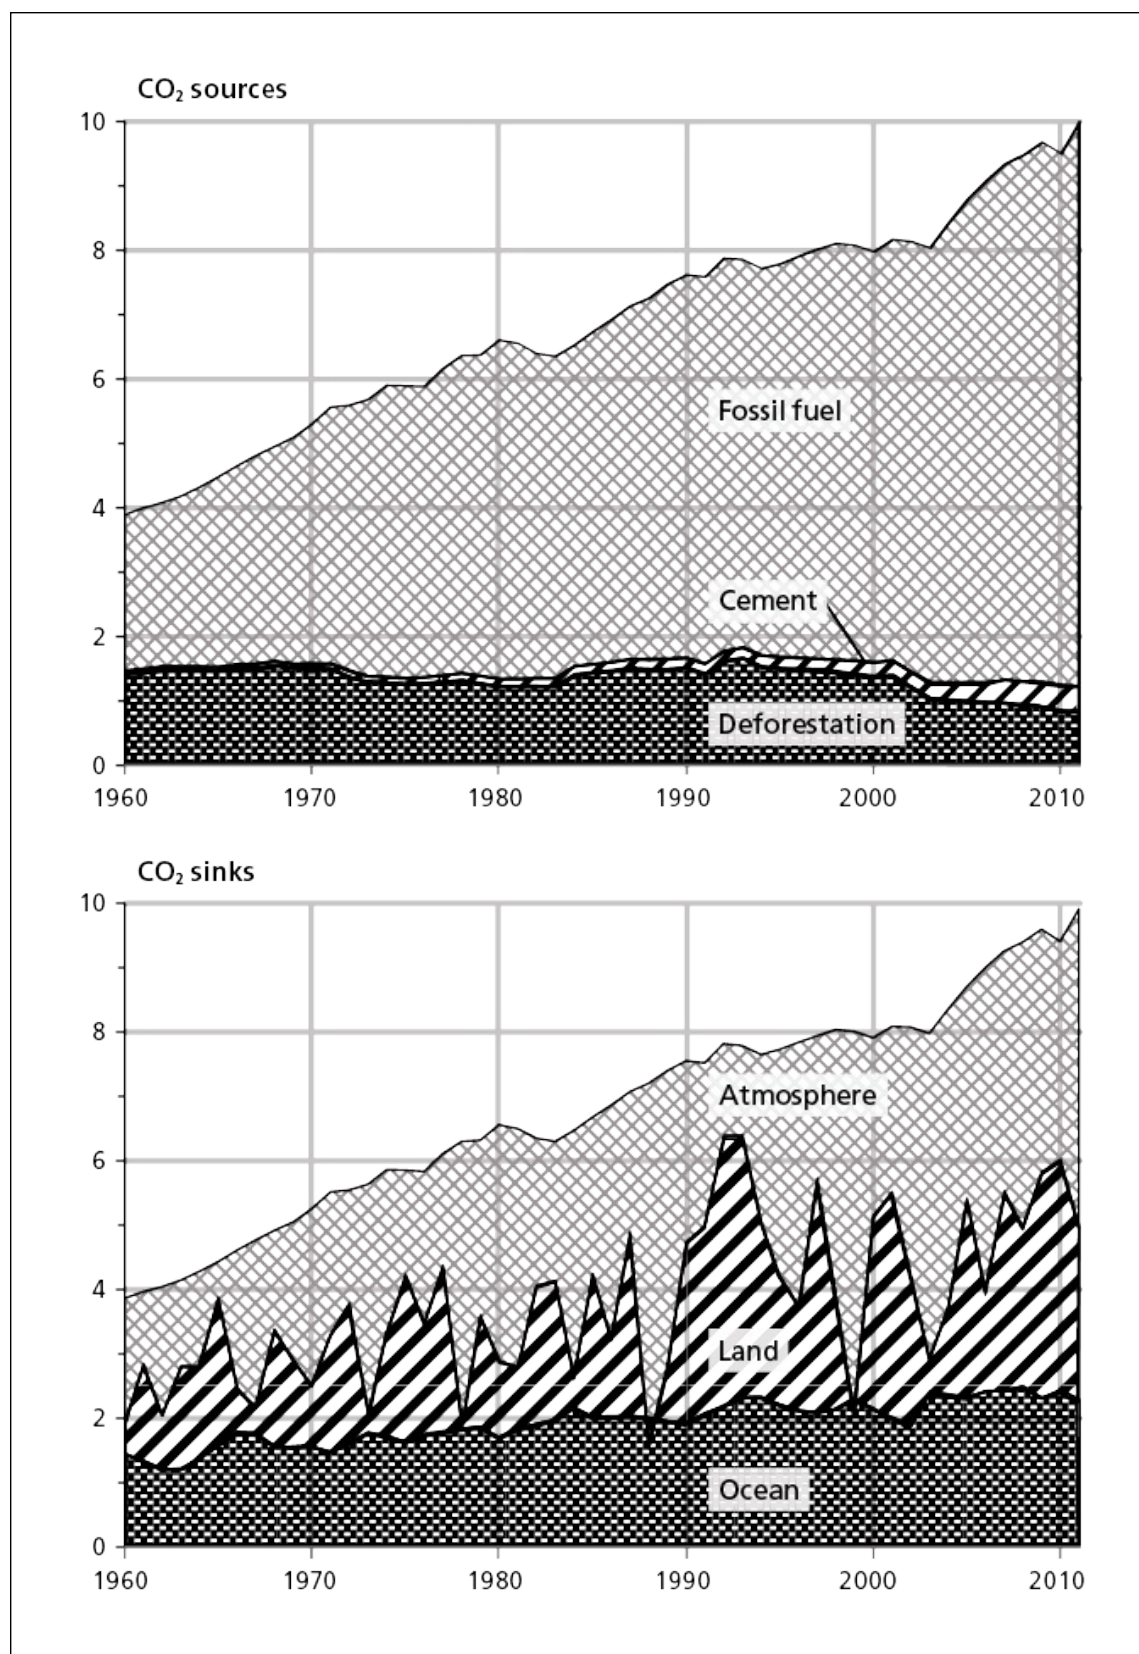 CO₂ sources
10
8
6
4
2
0
Fossil fuel
Cement
Deforestation
1960 1970 1980 1990 2000 2010
CO₂ sinks
10
8
6
4
2
0
Atmosphere
Land
Ocean
1960 1970 1980 1990 2000 2010